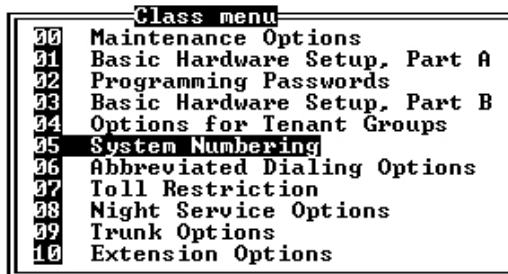 Class menu
00 Maintenance Options
01 Basic Hardware Setup, Part A
02 Programming Passwords
03 Basic Hardware Setup, Part B
04 Options for Tenant Groups
05 System Numbering
06 Abbreviated Dialing Options
07 Toll Restriction
08 Night Service Options
09 Trunk Options
10 Extension Options